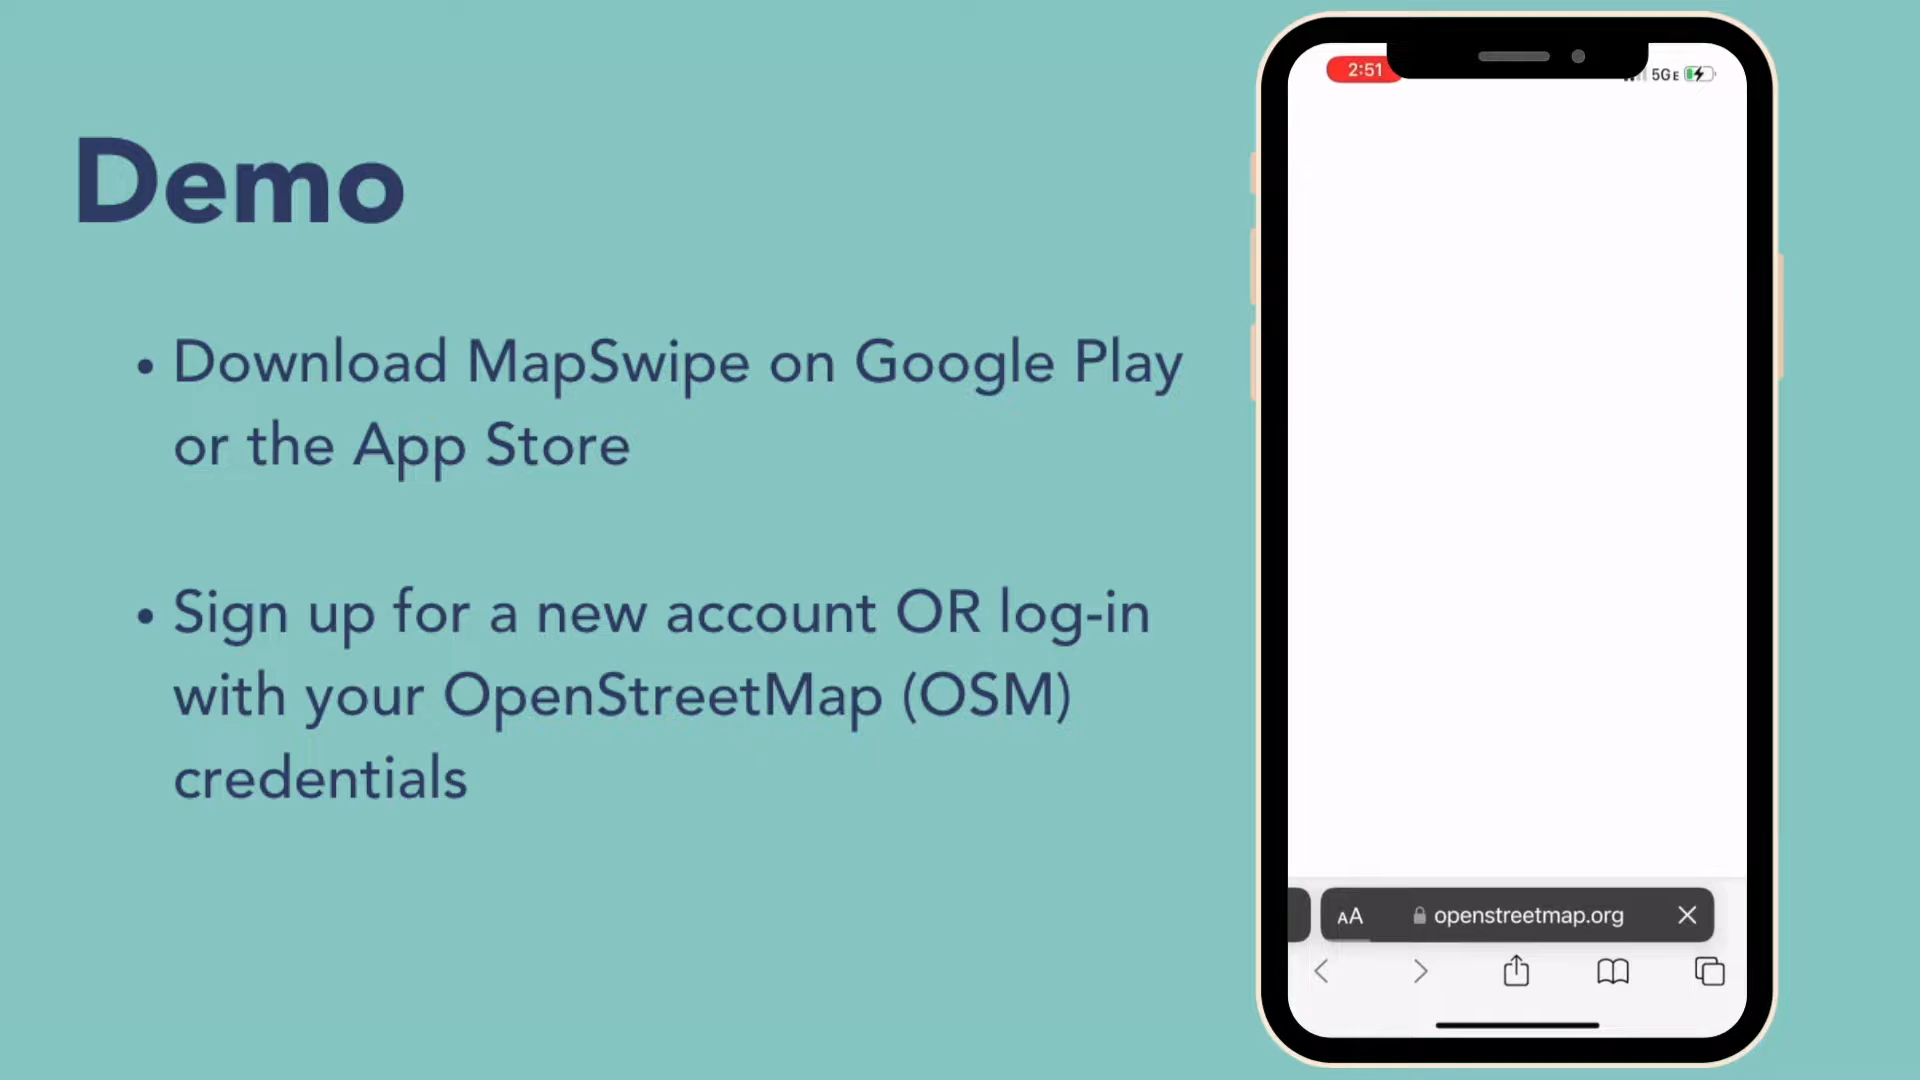 Demo
• Download MapSwipe on Google Play
or the App Store
• Sign up for a new account OR log-in
with your OpenStreetMap (OSM)
credentials
2:51
5GE
AA openstreetmap.org